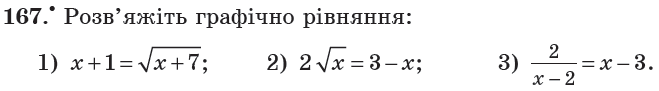 167.• Розв’яжіть графічно рівняння:
1) x + 1 = √(x + 7); 2) 2√x = 3 – x; 3) 2/(x – 2) = x – 3.